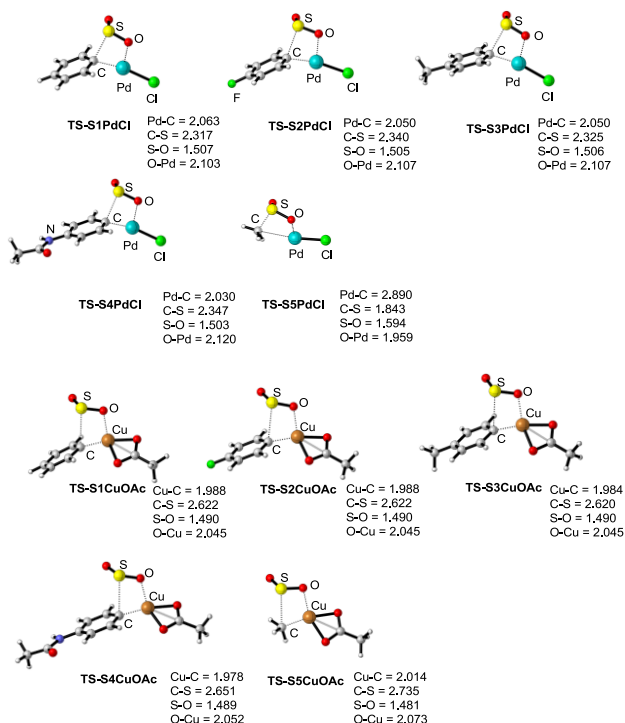 S
O
C
Pd
Cl
TS-S1PdCl
Pd-C = 2.063
C-S = 2.317
S-O = 1.507
O-Pd = 2.103
S
O
C
Pd
Cl
F
TS-S2PdCl
Pd-C = 2.050
C-S = 2.340
S-O = 1.505
O-Pd = 2.107
S
O
C
Pd
Cl
TS-S3PdCl
Pd-C = 2.050
C-S = 2.325
S-O = 1.506
O-Pd = 2.107
S
O
C
N
Pd
Cl
TS-S4PdCl
Pd-C = 2.030
C-S = 2.347
S-O = 1.503
O-Pd = 2.120
S
O
C
Pd
Cl
TS-S5PdCl
Pd-C = 2.890
C-S = 1.843
S-O = 1.594
O-Pd = 1.959
S
O
Cu
C
TS-S1CuOAc
Cu-C = 1.988
C-S = 2.622
S-O = 1.490
O-Cu = 2.045
S
O
Cu
C
TS-S2CuOAc
Cu-C = 1.988
C-S = 2.622
S-O = 1.490
O-Cu = 2.045
S
O
Cu
C
TS-S3CuOAc
Cu-C = 1.984
C-S = 2.620
S-O = 1.490
O-Cu = 2.045
S
O
Cu
C
TS-S4CuOAc
Cu-C = 1.978
C-S = 2.651
S-O = 1.489
O-Cu = 2.052
S
O
Cu
C
TS-S5CuOAc
Cu-C = 2.014
C-S = 2.735
S-O = 1.481
O-Cu = 2.073